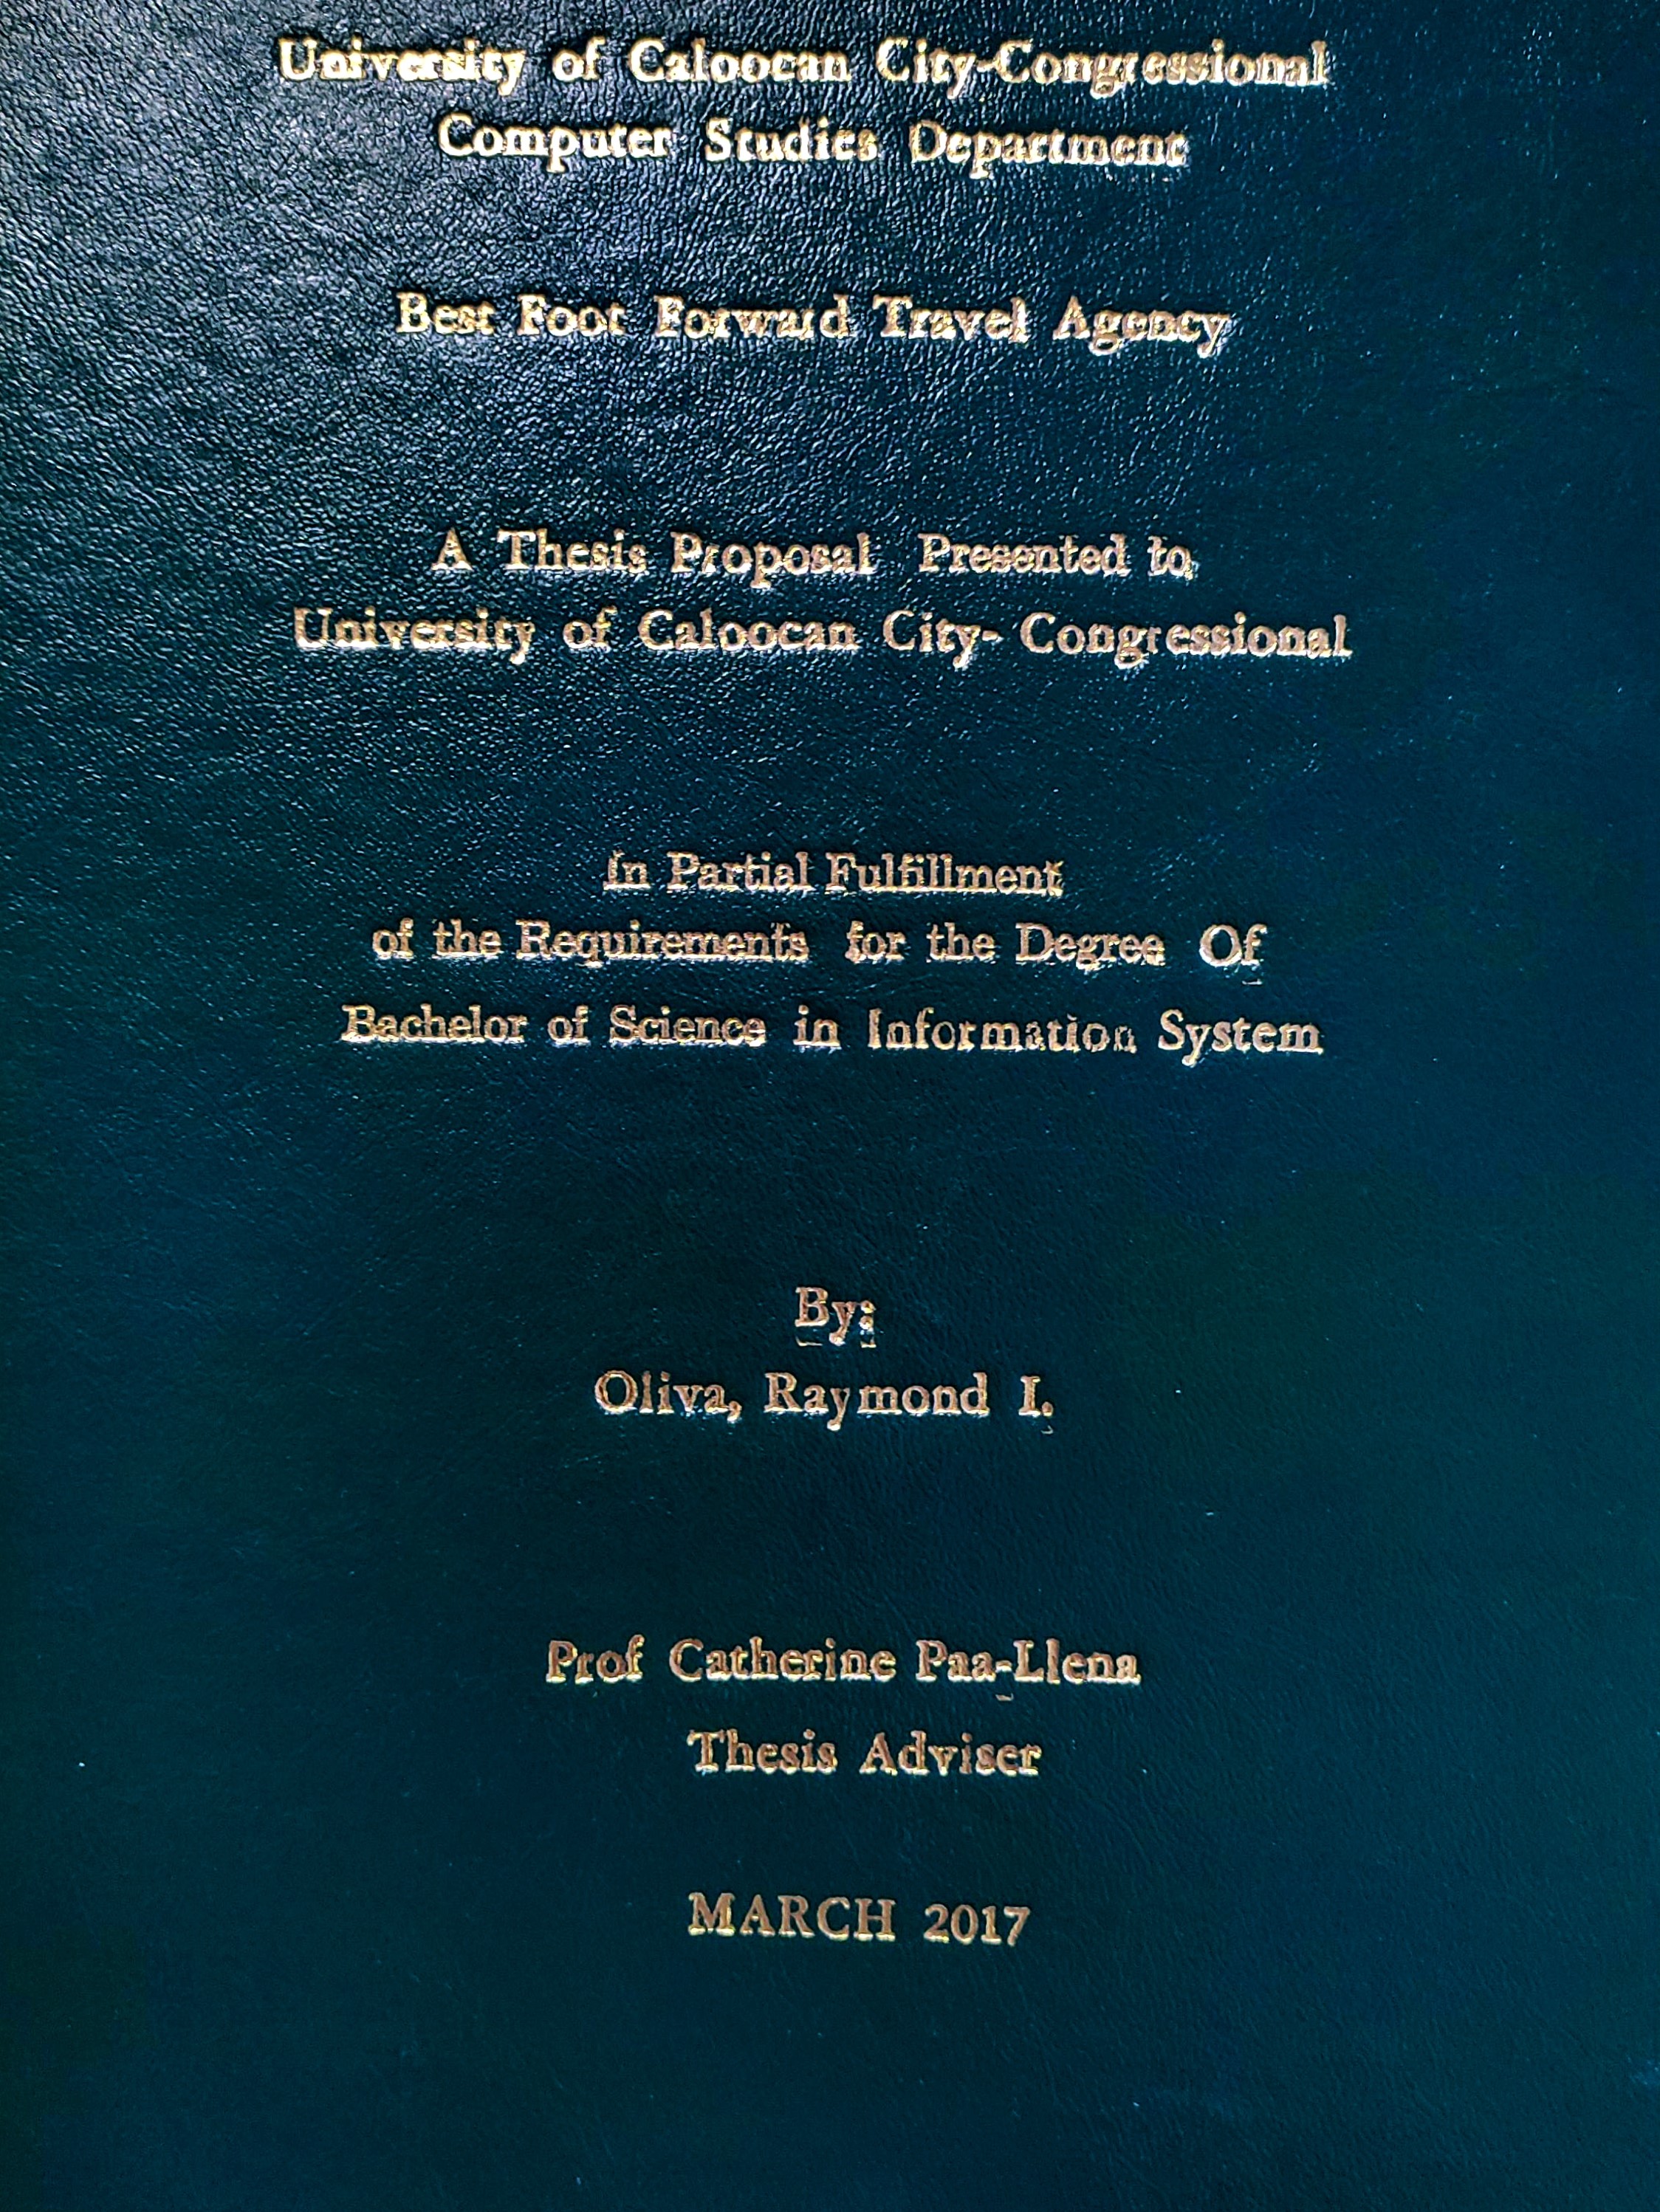 University of Caloocan City-Congressional
Computer Studies Department
Best Foot Forward Travel Agency
A Thesis Proposal Presented to
University of Caloocan City- Congressional
In Partial Fulfillment
of the Requirements for the Degree Of
Bachelor of Science in Information System
By:
Oliva, Raymond I.
Prof Catherine Paa-Llena
Thesis Adviser
MARCH 2017